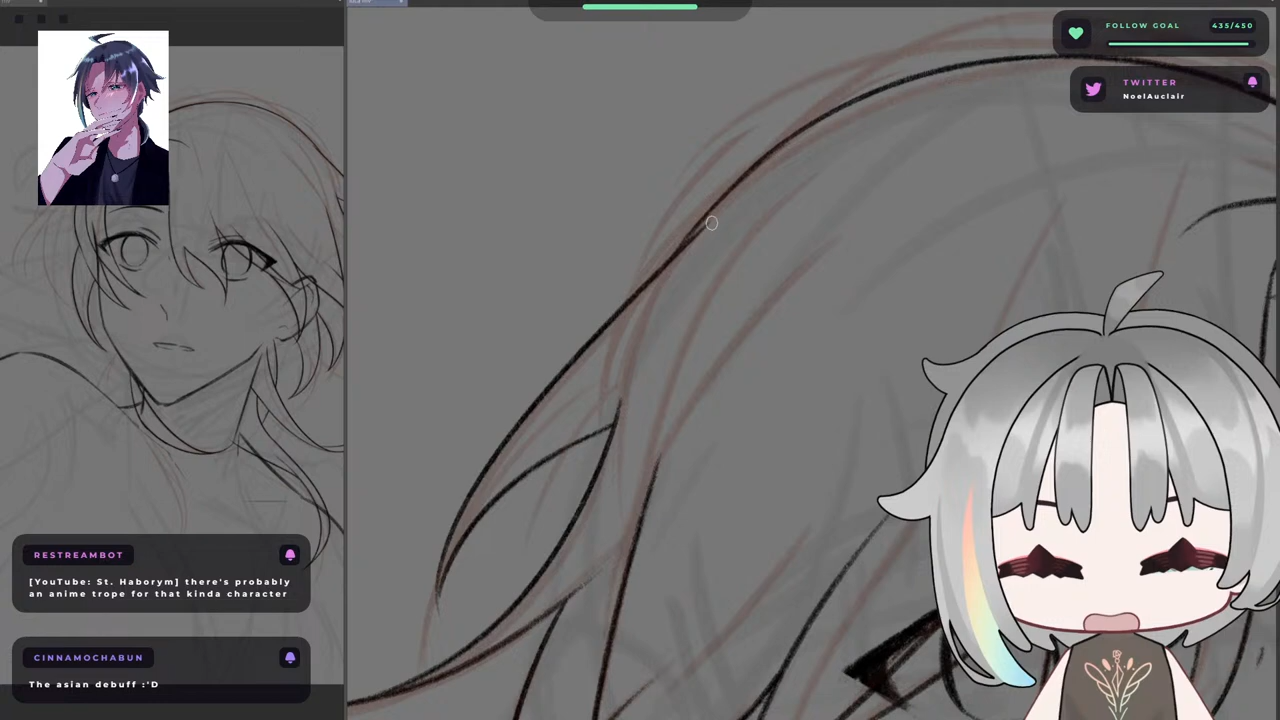 FOLLOW GOAL 435/450
TWITTER
NoelAuclair
RESTREAMBOT
[YouTube: St. Haborym] there's probably
an anime trope for that kinda character
CINNAMOCHABUN
The asian debuff :'D